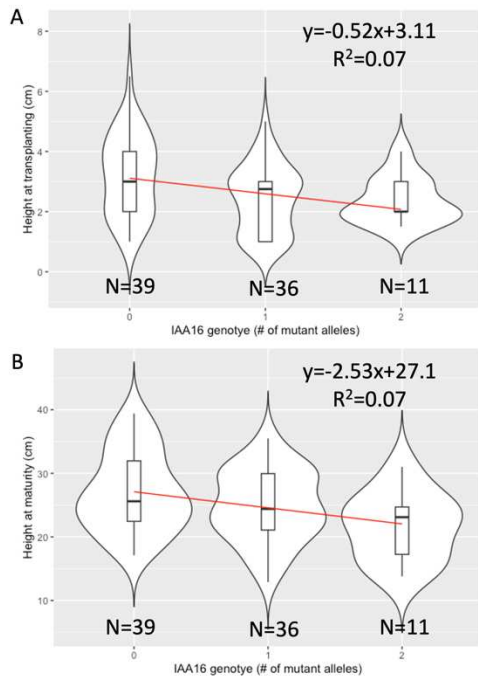 A
y=-0.52x+3.11
R²=0.07
Height at transplanting (cm)
8
6
4
2
0
N=39 N=36 N=11
0 1 2
IAA16 genotye (# of mutant alleles)
B
y=-2.53x+27.1
R²=0.07
Height at maturity (cm)
40
30
20
10
N=39 N=36 N=11
0 1 2
IAA16 genotye (# of mutant alleles)